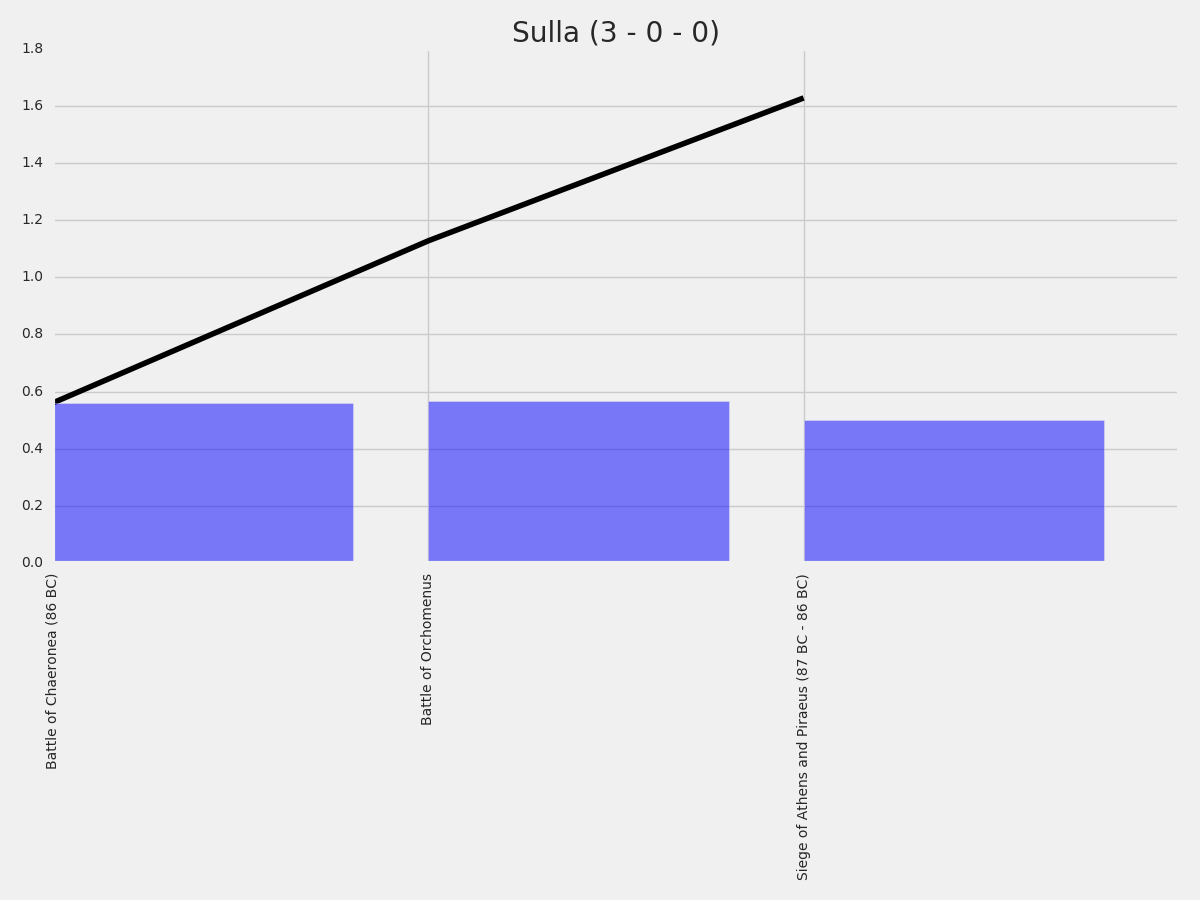 Sulla (3 - 0 - 0)
1.8
1.6
1.4
1.2
1.0
0.8
0.6
0.4
0.2
0.0
Battle of Chaeronea (86 BC)
Battle of Orchomenus
Siege of Athens and Piraeus (87 BC - 86 BC)